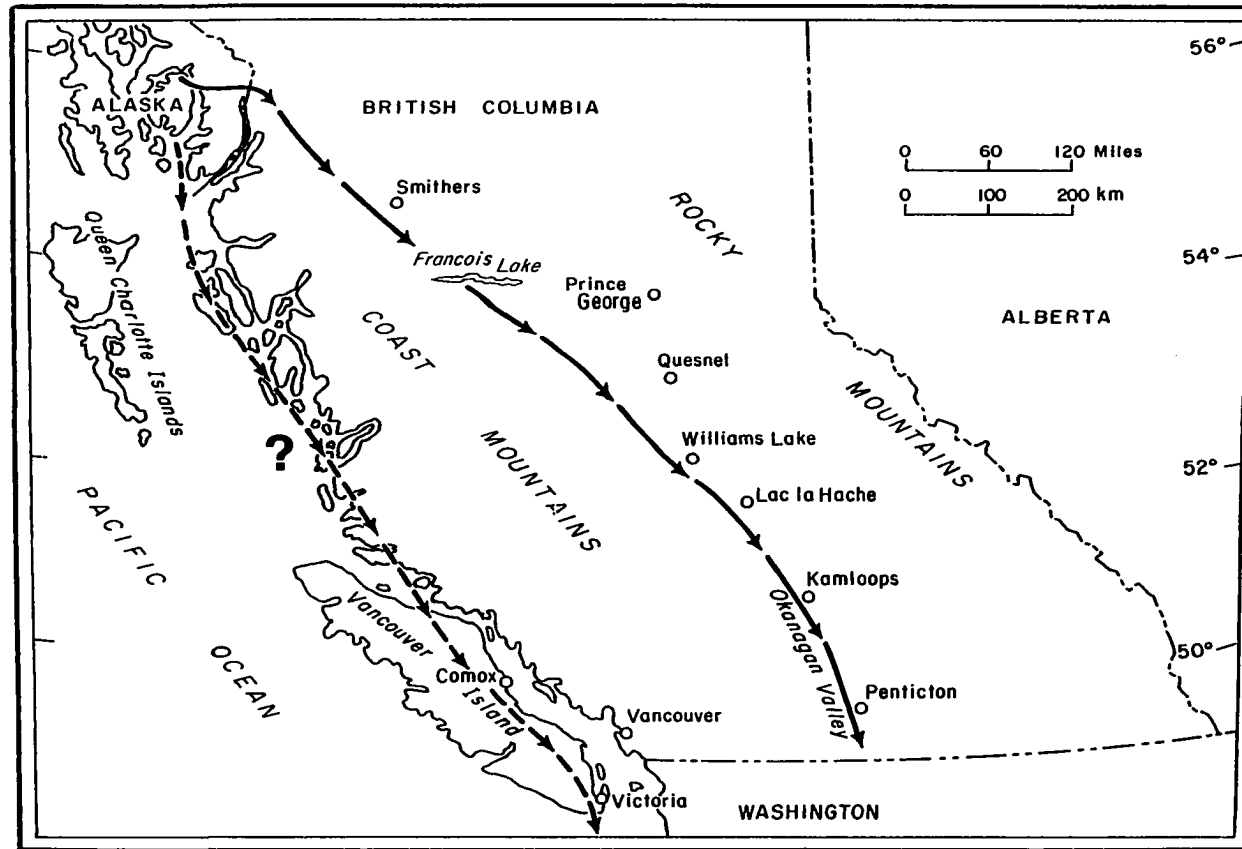 56°
ALASKA
BRITISH COLUMBIA
0 60 120 Miles
0 100 200 km
Smithers
ROCKY
Queen Charlotte Islands
54°
Francois Lake
Prince
George
ALBERTA
COAST
Quesnel
MOUNTAINS
?
Williams Lake
52°
MOUNTAINS
Lac la Hache
PACIFIC
Kamloops
Okanagan Valley
Vancouver
Island
50°
OCEAN
Comox
Penticton
Vancouver
Victoria
WASHINGTON